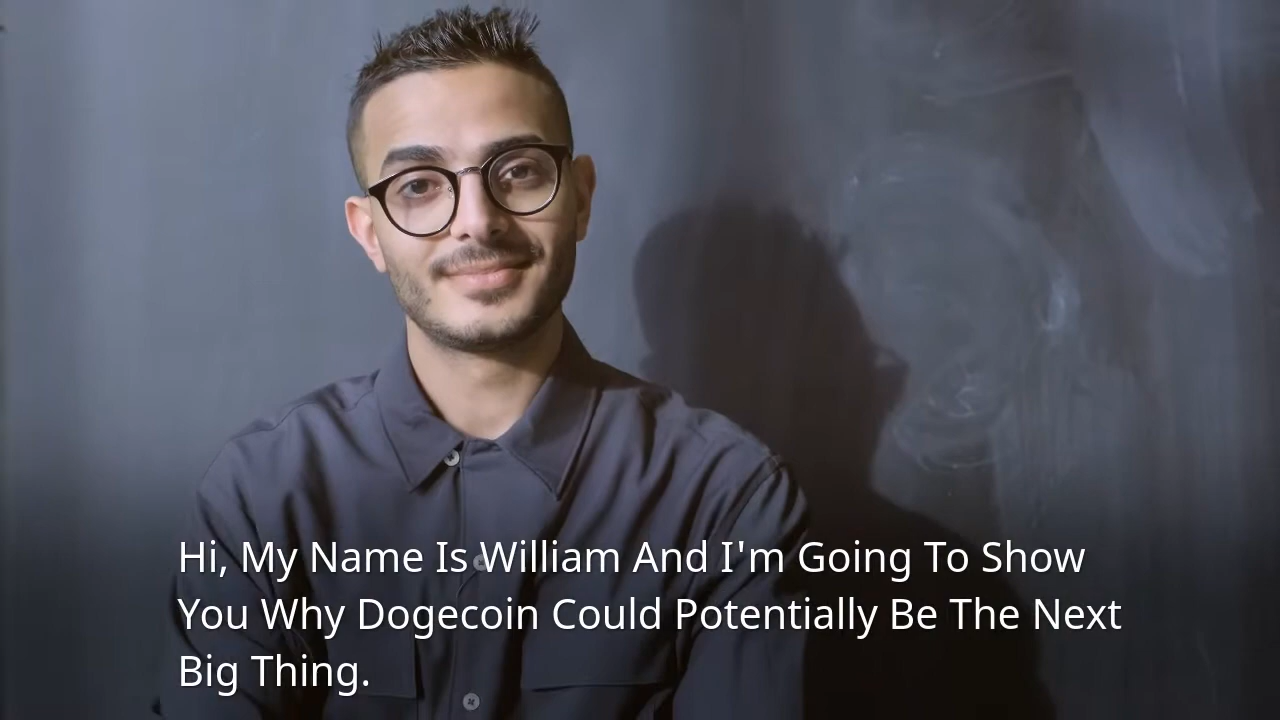 Hi, My Name Is William And I'm Going To Show
You Why Dogecoin Could Potentially Be The Next
Big Thing.